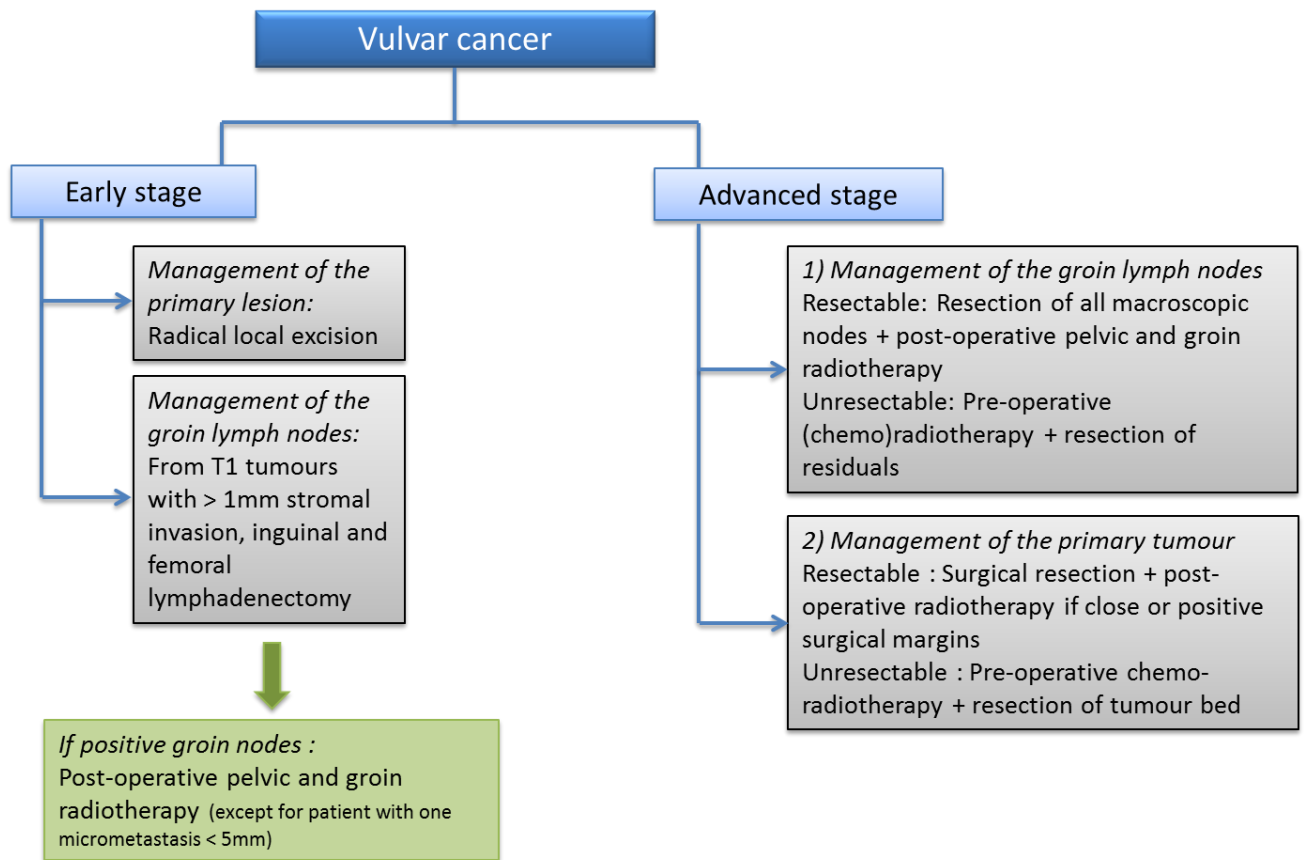 Vulvar cancer
Early stage
Management of the
primary lesion:
Radical local excision
Management of the
groin lymph nodes:
From T1 tumours
with > 1mm stromal
invasion, inguinal and
femoral
lymphadenectomy
If positive groin nodes :
Post-operative pelvic and groin
radiotherapy (except for patient with one
micrometastasis < 5mm)
Advanced stage
1) Management of the groin lymph nodes
Resectable: Resection of all macroscopic
nodes + post-operative pelvic and groin
radiotherapy
Unresectable: Pre-operative
(chemo)radiotherapy + resection of
residuals
2) Management of the primary tumour
Resectable : Surgical resection + post-
operative radiotherapy if close or positive
surgical margins
Unresectable : Pre-operative chemo-
radiotherapy + resection of tumour bed